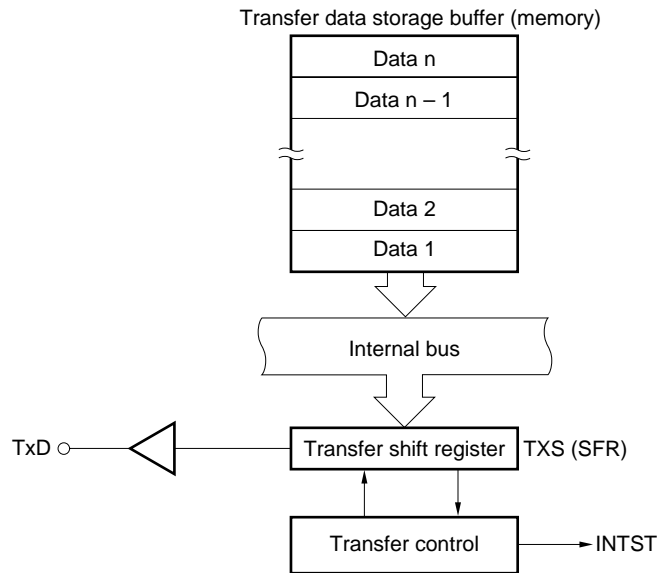 Transfer data storage buffer (memory)
Data n
Data n – 1
Data 2
Data 1
Internal bus
TxD
Transfer shift register
TXS (SFR)
Transfer control
INTST